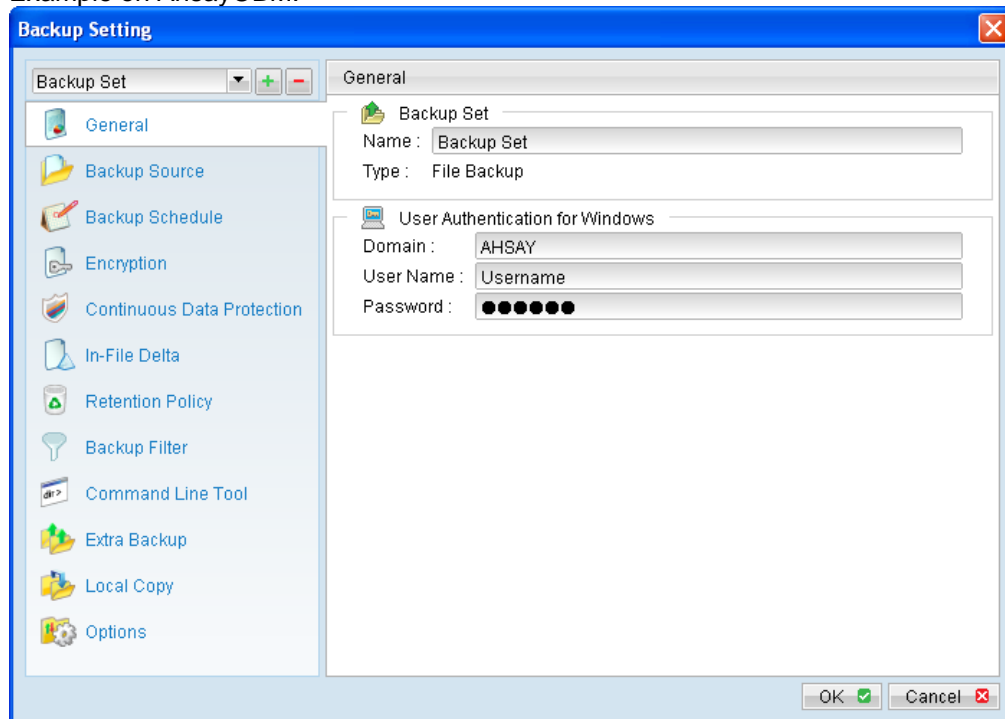 Backup Setting
Backup Set
General
Backup Source
Backup Schedule
Encryption
Continuous Data Protection
In-File Delta
Retention Policy
Backup Filter
dir>
Command Line Tool
Extra Backup
Local Copy
Options
General
Backup Set
Name : Backup Set
Type : File Backup
User Authentication for Windows
Domain : AHSAY
User Name : Username
Password : ●●●●●●
OK
Cancel